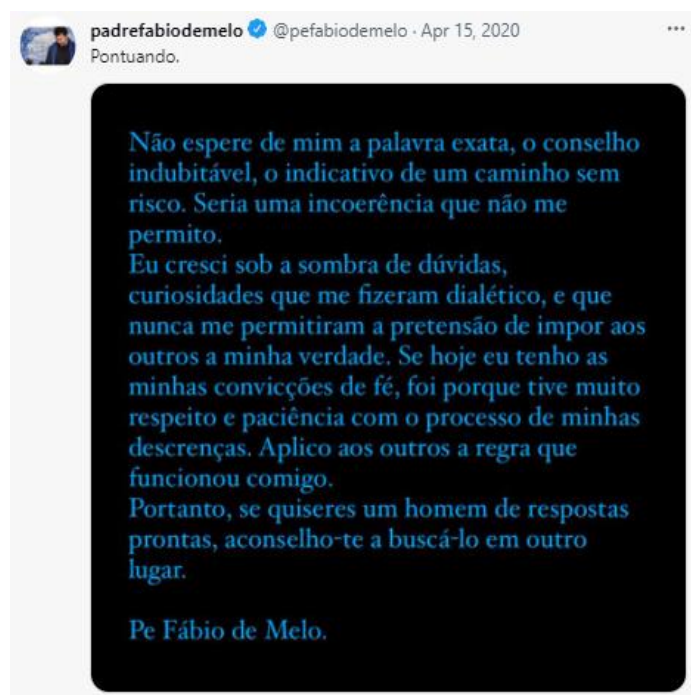 padrefabiodemelo @pefabiodemelo · Apr 15, 2020
Pontuando.
Não espere de mim a palavra exata, o conselho
indubitável, o indicativo de um caminho sem
risco. Seria uma incoerência que não me
permito.
Eu cresci sob a sombra de dúvidas,
curiosidades que me fizeram dialético, e que
nunca me permitiram a pretensão de impor aos
outros a minha verdade. Se hoje eu tenho as
minhas convicções de fé, foi porque tive muito
respeito e paciência com o processo de minhas
descrenças. Aplico aos outros a regra que
funcionou comigo.
Portanto, se quiseres um homem de respostas
prontas, aconselho-te a buscá-lo em outro
lugar.
Pe Fábio de Melo.